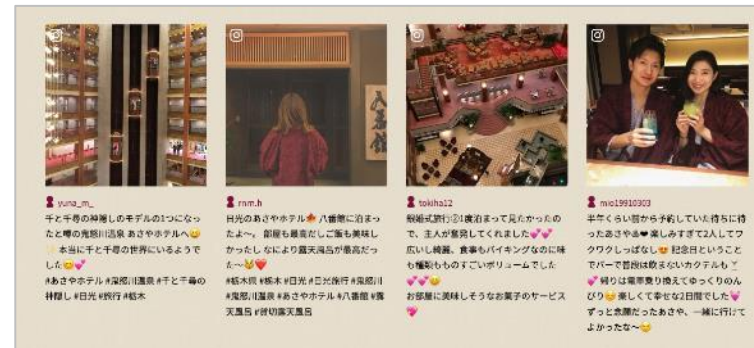 八番館
yuna_m_
千と千尋の神隠しのモデルの1つになっ
たと噂の鬼怒川温泉 あさやホテルへ😄
✨ 本当に千と千尋の世界にいるようで
した😊💕
#あさやホテル #鬼怒川温泉 #千と千尋の
神隠し #日光 #旅行 #栃木
rnm.h
日光のあさやホテル🍁 八番館に泊まっ
たよ〜。 部屋も最高だしご飯も美味し
かったし なにより露天風呂が最高だっ
た〜
#栃木県 #栃木 #日光 #日光旅行 #鬼怒川
#鬼怒川温泉 #あさやホテル #八番館 #露
天風呂 #貸切露天風呂
tokiha12
銀婚式旅行②1度泊まって見たかったの
で、主人が奮発してくれました💕💕
広いし綺麗、食事もバイキングなのに味
も種類もものすごいボリュームでした
お部屋に美味しそうなお菓子のサービス
💖
mio19910303
半年くらい前から予約していた待ちに待
ったあさや♨❤ 楽しみすぎて2人してワ
クワクしっぱなし 記念日ということ
でバーで普段は飲まないカクテルも🍸
💕 帰りは電車乗り換えてゆっくりのん
びり😊 楽しくて幸せな2日間でした💓
ずっと念願だったあさや、一緒に行けて
よかったな〜😊